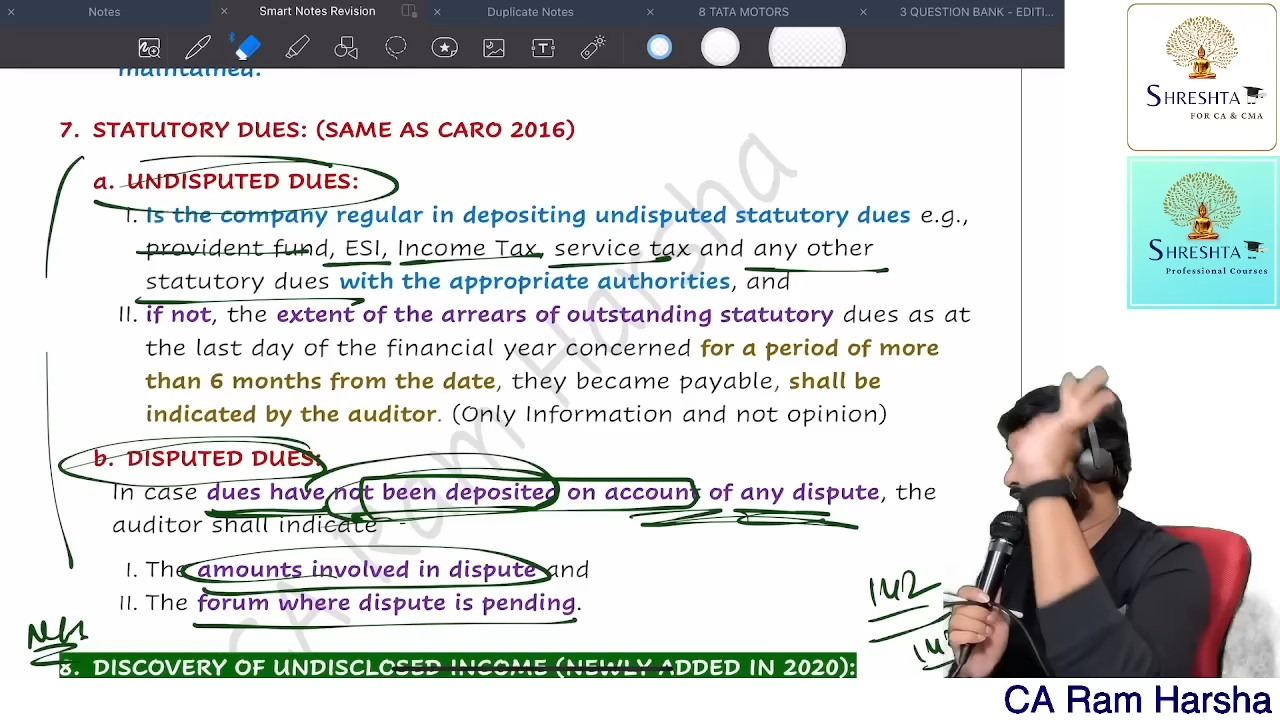 Notes
Smart Notes Revision
Duplicate Notes
8 TATA MOTORS
3 QUESTION BANK - EDITI...
maintained.
7. STATUTORY DUES: (SAME AS CARO 2016)
a. UNDISPUTED DUES:
I. Is the company regular in depositing undisputed statutory dues e.g.,
provident fund, ESI, Income Tax, service tax and any other
statutory dues with the appropriate authorities, and
II. if not, the extent of the arrears of outstanding statutory dues as at
the last day of the financial year concerned for a period of more
than 6 months from the date, they became payable, shall be
indicated by the auditor. (Only Information and not opinion)
b. DISPUTED DUES:
In case dues have not been deposited on account of any dispute, the
auditor shall indicate -
I. The amounts involved in dispute and
II. The forum where dispute is pending.
8. DISCOVERY OF UNDISCLOSED INCOME (NEWLY ADDED IN 2020):
CA Ram Harsha
SHRESHTA
FOR CA & CMA
SHRESHTA
Professional Courses
CA Ram Harsha